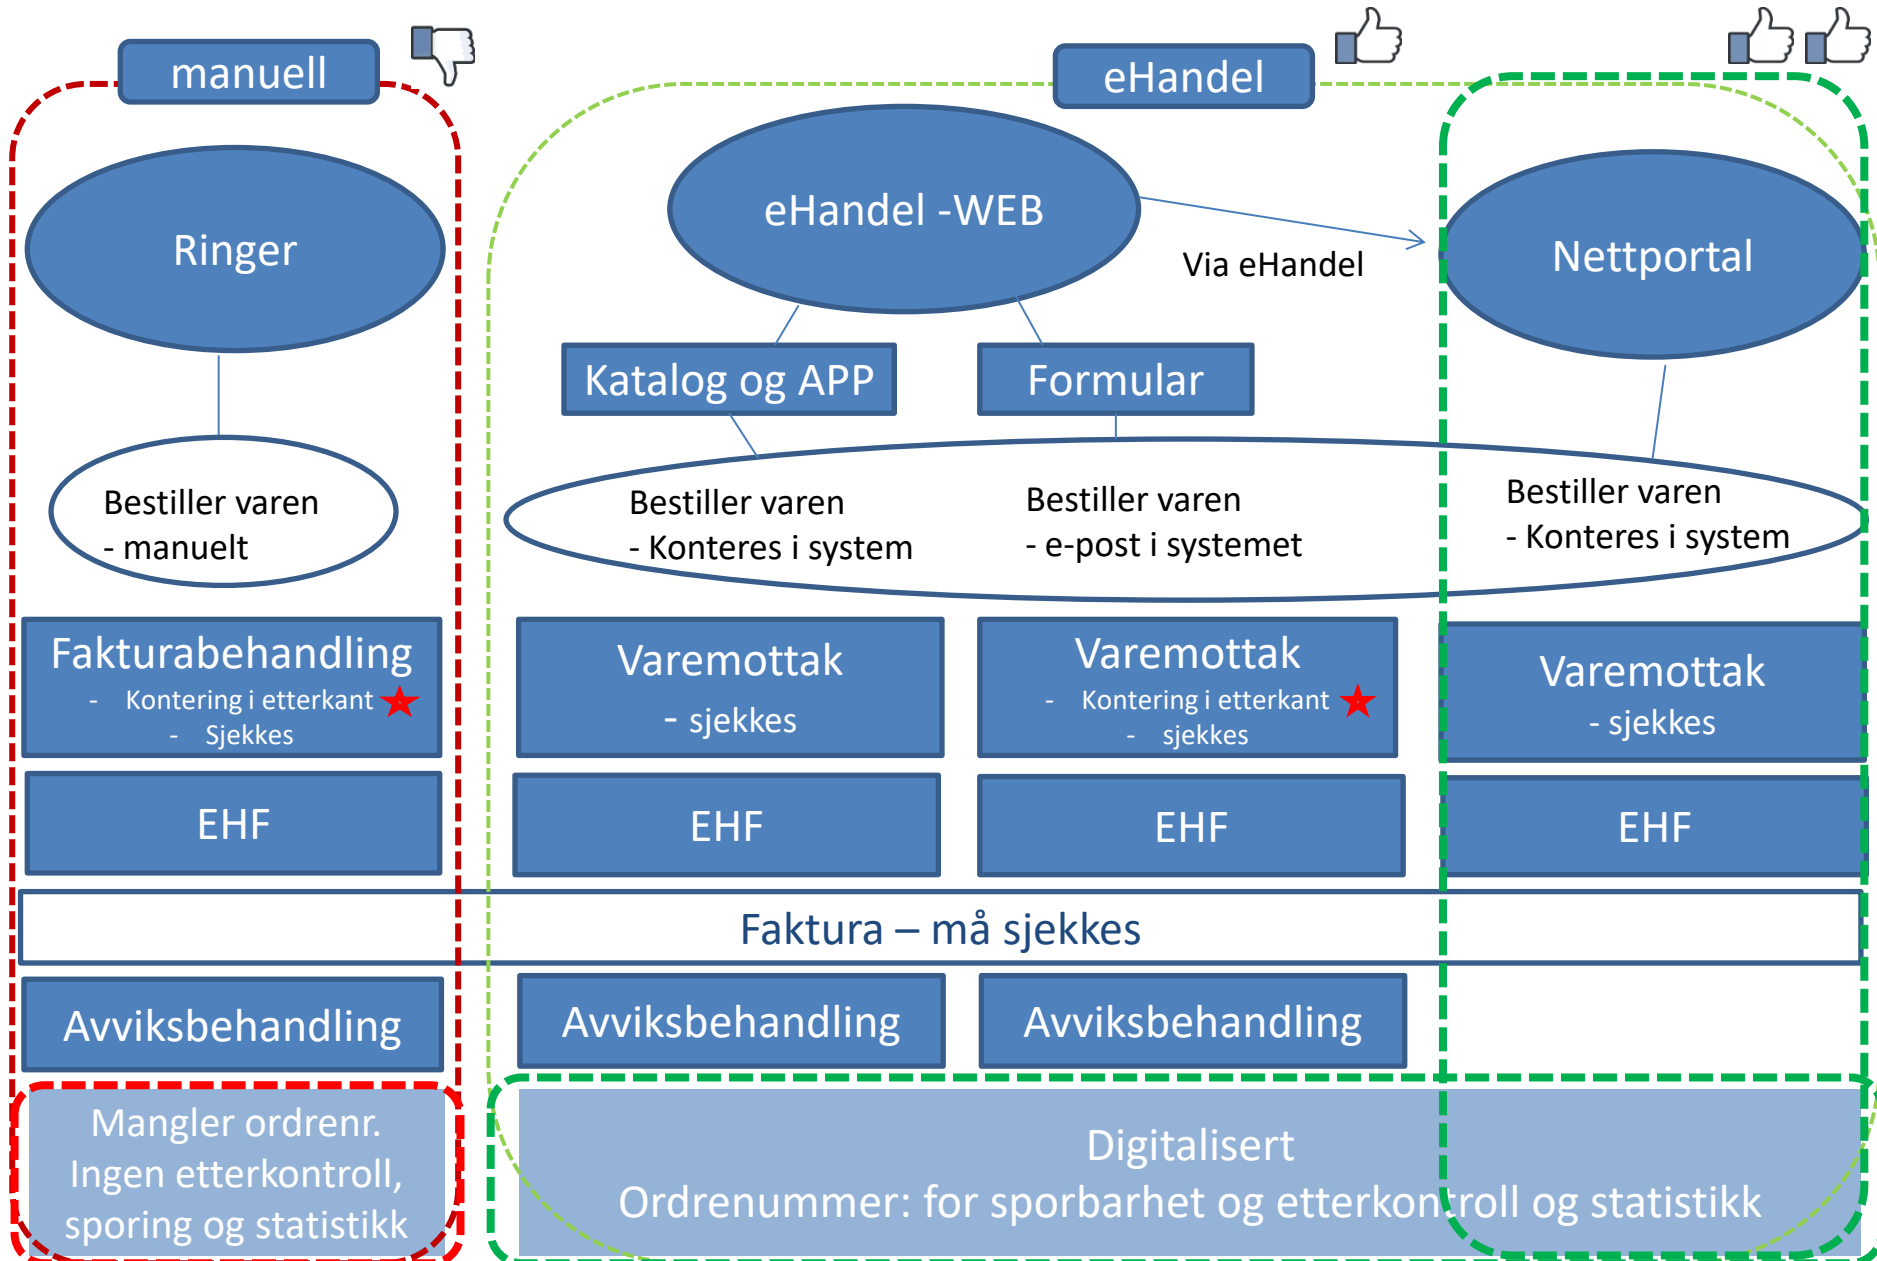 manuell
eHandel
Ringer
eHandel -WEB
Via eHandel
Nettportal
Katalog og APP
Formular
Bestiller varen
- manuelt
Bestiller varen
- Konteres i system
Bestiller varen
- e-post i systemet
Bestiller varen
- Konteres i system
Fakturabehandling
- Kontering i etterkant
- Sjekkes
Varemottak
- sjekkes
Varemottak
- Kontering i etterkant
- sjekkes
Varemottak
- sjekkes
EHF
EHF
EHF
EHF
Faktura – må sjekkes
Avviksbehandling
Avviksbehandling
Avviksbehandling
Mangler ordrenr.
Ingen etterkontroll,
sporing og statistikk
Digitalisert
Ordrenummer: for sporbarhet og etterkontroll og statistikk